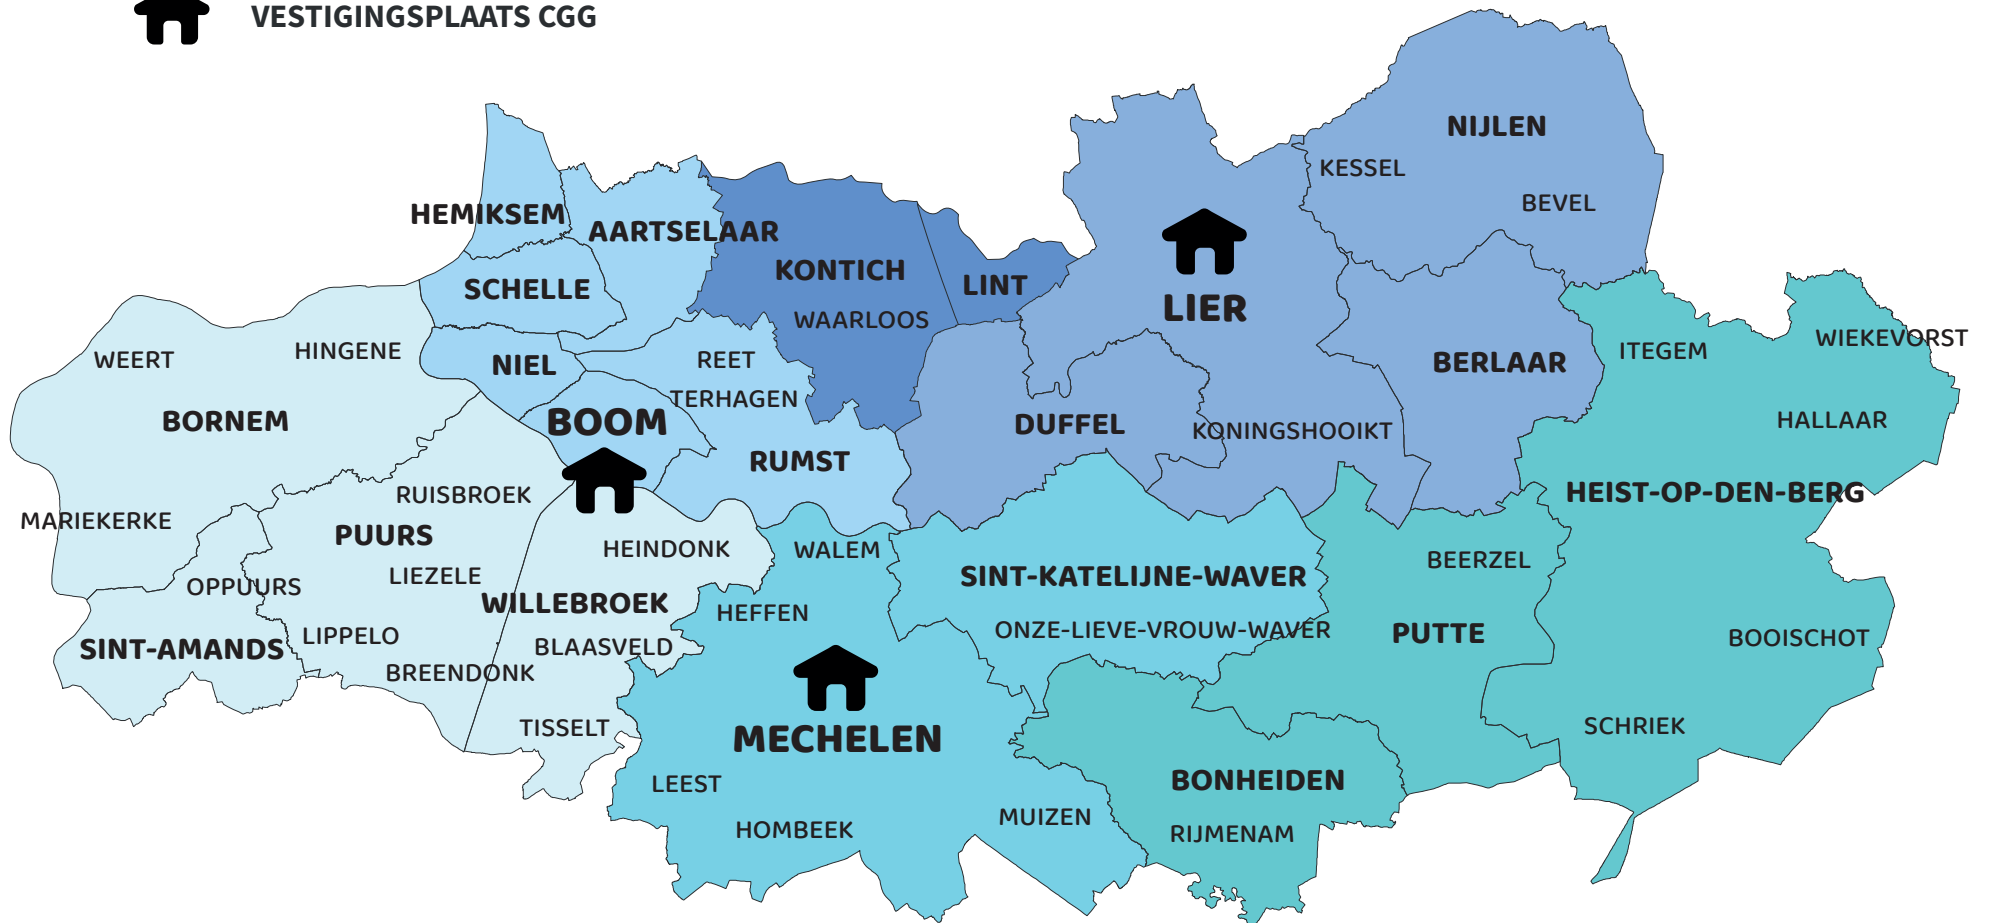 VESTIGINGSPLAATS CGG
NIJLEN
KESSEL
BEVEL
HEMIKSEM
AARTSELAAR
KONTICH
LINT
SCHELLE
LIER
WAARLOOS
WEERT
HINGENE
NIEL
REET
BERLAAR
ITEGEM
WIEKEVORST
TERHAGEN
BORNEM
BOOM
DUFFEL
KONINGSHOOIKT
HALLAAR
RUMST
RUISBROEK
HEIST-OP-DEN-BERG
MARIEKERKE
PUURS
HEINDONK
WALEM
BEERZEL
LIEZELE
SINT-KATELIJNE-WAVER
OPPUURS
WILLEBROEK
HEFFEN
LIPPELO
ONZE-LIEVE-VROUW-WAVER
PUTTE
BOOISCHOT
SINT-AMANDS
BLAASVELD
BREENDONK
TISSELT
MECHELEN
SCHRIEK
LEEST
BONHEIDEN
MUIZEN
HOMBEEK
RIJMENAM